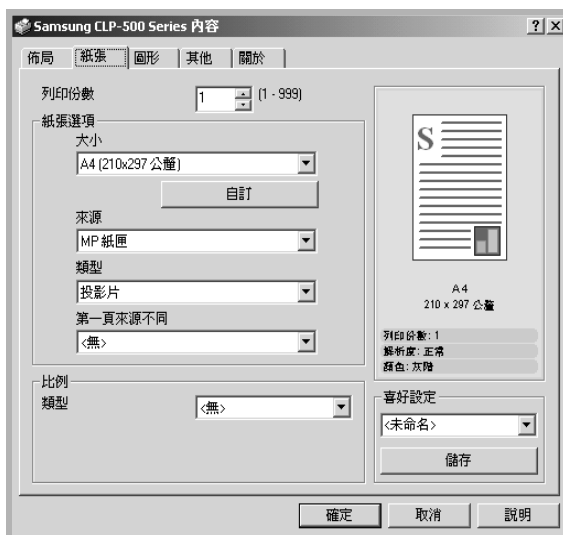 Samsung CLP-500 Series 內容
佈局 紙張 圖形 其他 關於
列印份數 1 (1 - 999)
紙張選項
大小
A4 (210x297 公釐)
自訂
來源
MP 紙匣
類型
投影片
第一頁來源不同
<無>
比例
類型 <無>
S
A4
210 x 297 公釐
列印份數: 1
解析度: 正常
顏色: 灰階
喜好設定
<未命名>
儲存
確定 取消 說明